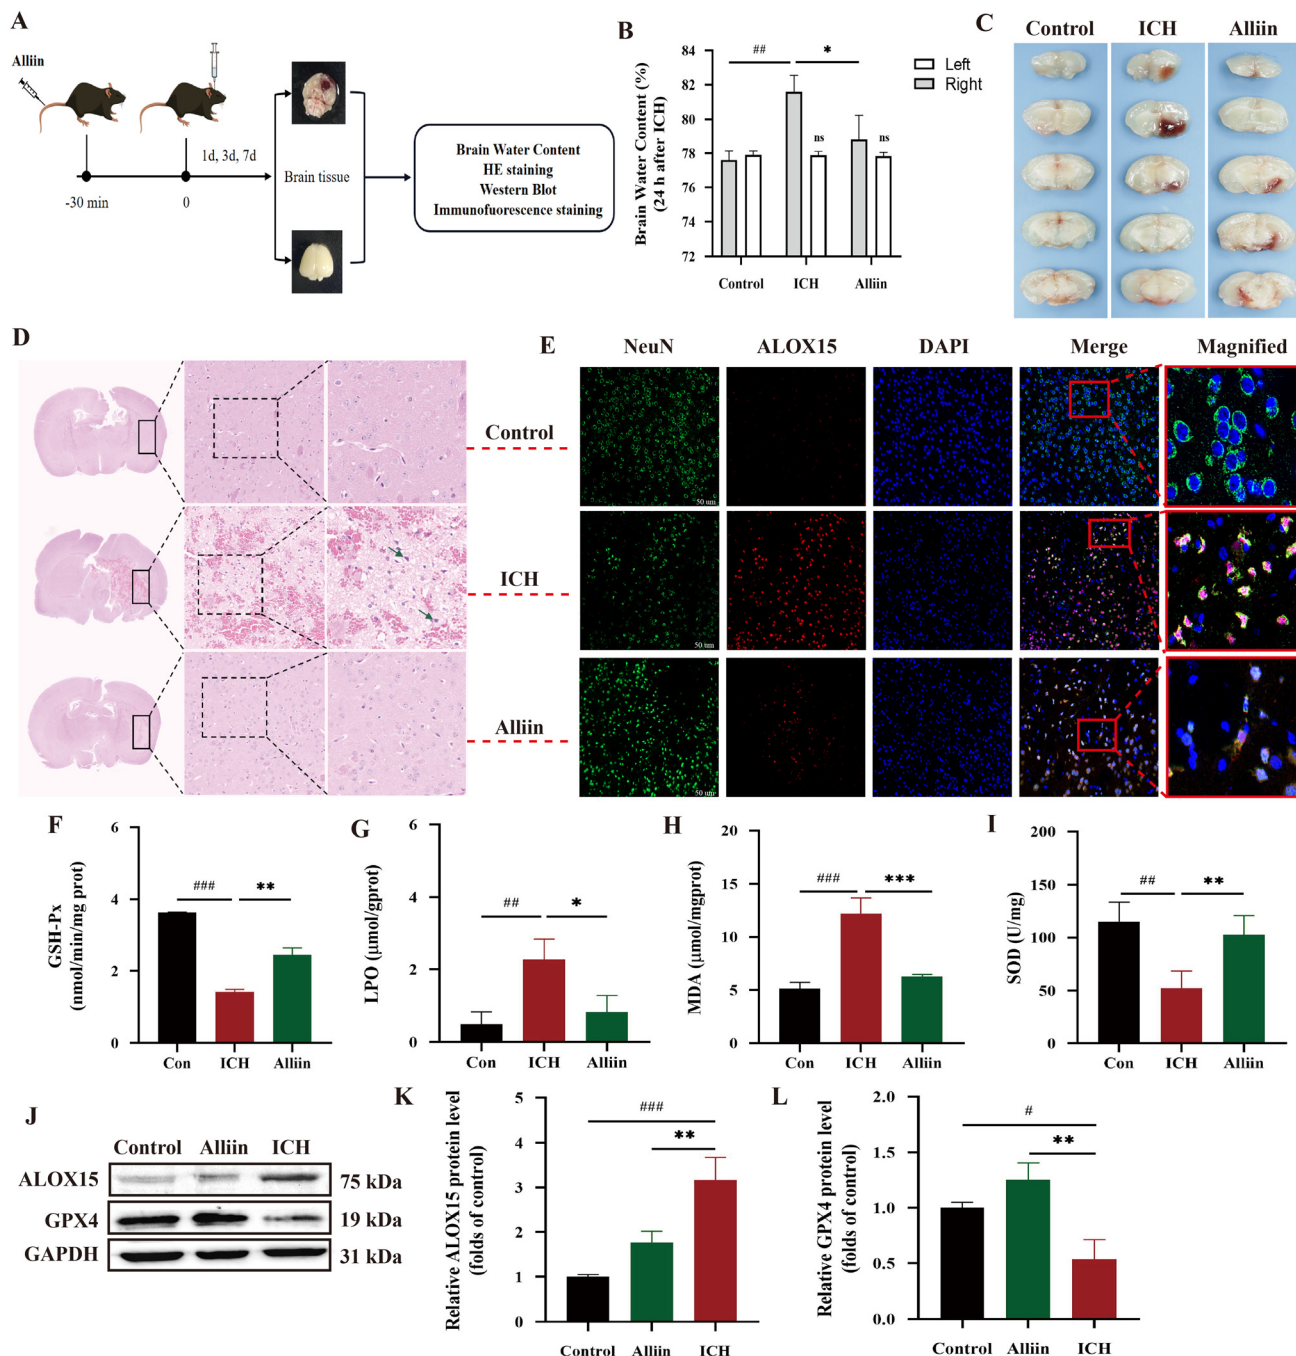 A
Alliin
1d, 3d, 7d
-30 min
0
Brain tissue
Brain Water Content
HE staining
Western Blot
Immunofuorescence staining
B
Brain Water Content (%)
(24 h after ICH)
84
82
80
78
76
74
72
##
*
ns
ns
Left
Right
Control
ICH
Alliin
C
Control
ICH
Alliin
D
Control
ICH
Alliin
E
NeuN
ALOX15
DAPI
Merge
Magnified
50 um
50 um
50 um
F
GSH-Px
(nmol/min/mg prot)
6
4
2
0
###
**
Con
ICH
Alliin
G
LPO (μmol/gprot)
6
4
2
0
##
*
Con
ICH
Alliin
H
MDA (μmol/mgprot)
20
15
10
5
0
###
***
Con
ICH
Alliin
I
SOD (U/mg)
200
150
100
50
0
##
**
Con
ICH
Alliin
J
Control
Alliin
ICH
ALOX15
75 kDa
GPX4
19 kDa
GAPDH
31 kDa
K
Relative ALOX15 protein level
(folds of control)
5
4
3
2
1
0
###
**
Control
Alliin
ICH
L
Relative GPX4 protein level
(folds of control)
2.0
1.5
1.0
0.5
0.0
#
**
Control
Alliin
ICH